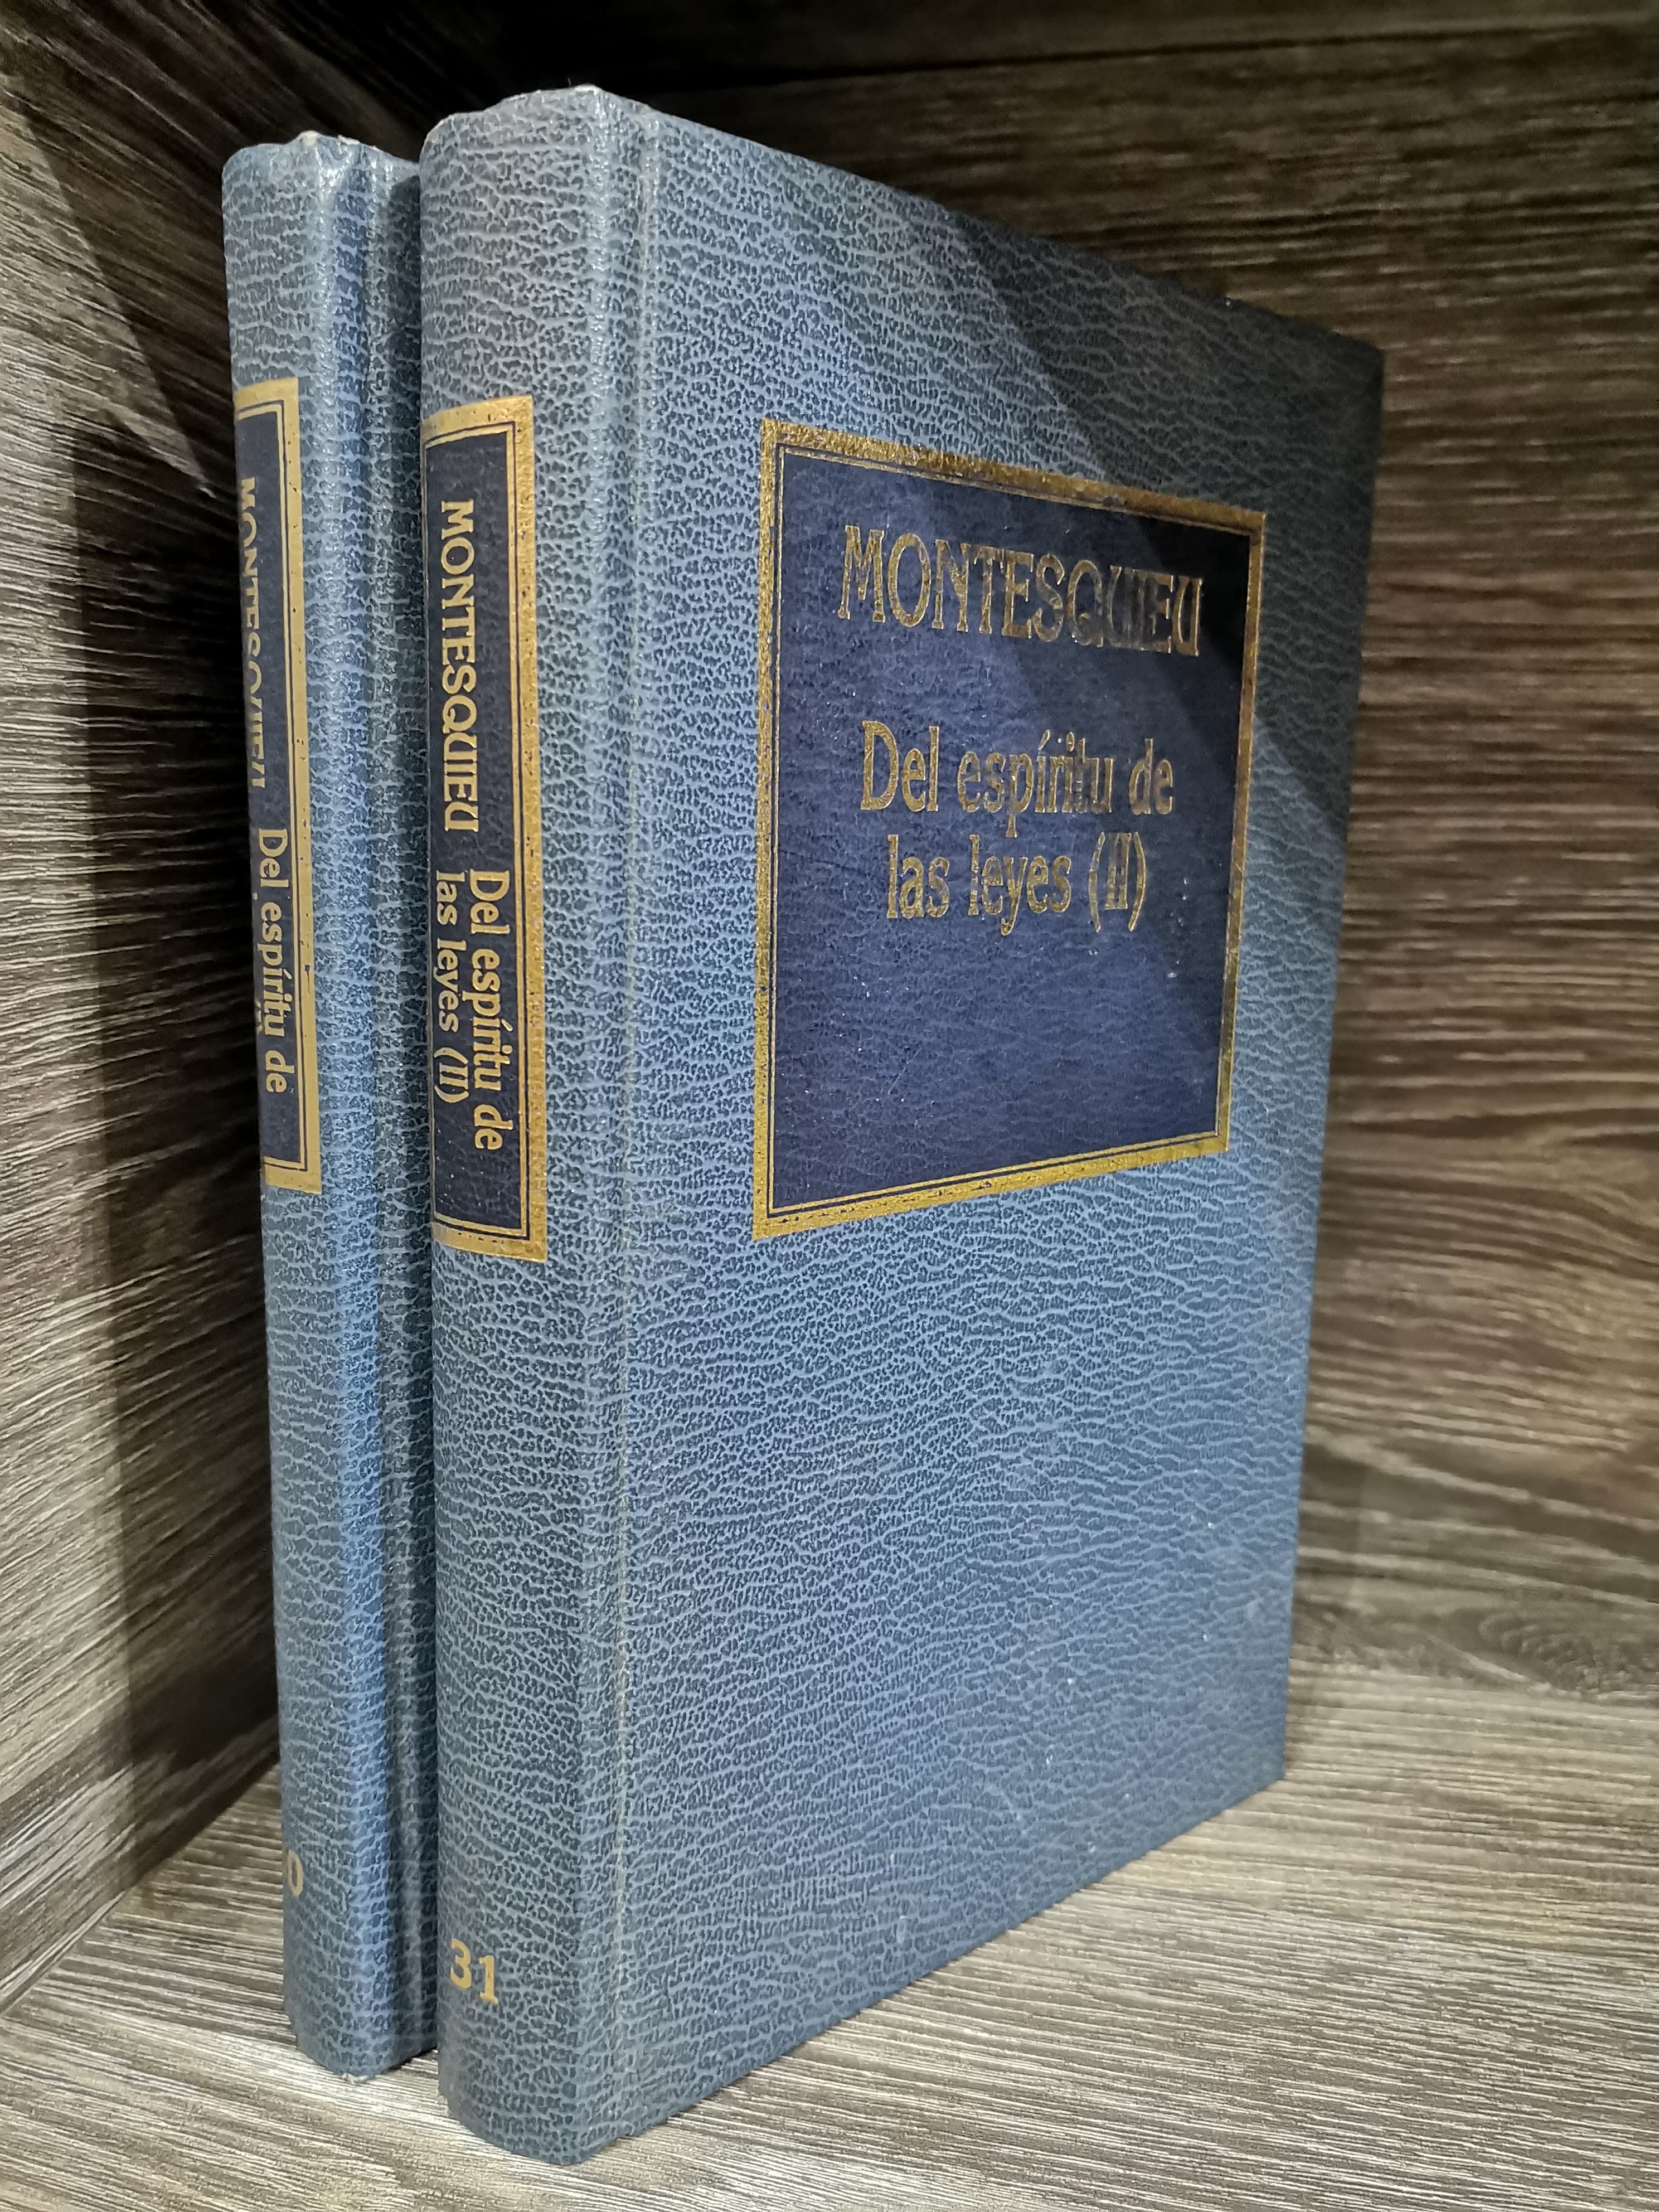 MONTESQUIEU
Del espíritu de
0
MONTESQUIEU
Del espíritu de
las leyes (II)
31
MONTESQUIEU
Del espíritu de
las leyes (II)